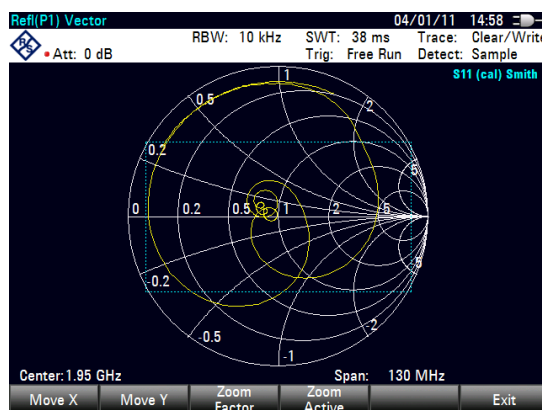 Refl(P1) Vector 04/01/11 14:58
RBW: 10 kHz SWT: 38 ms Trace: Clear/Write
Att: 0 dB Trig: Free Run Detect: Sample
S11 (cal) Smith
1
0.5 2
0.2 5
0 0.2 0.5 1 2 5
-0.2 -5
-0.5 -2
-1
Center: 1.95 GHz Span: 130 MHz
Move X Move Y Zoom Factor Zoom Active Exit